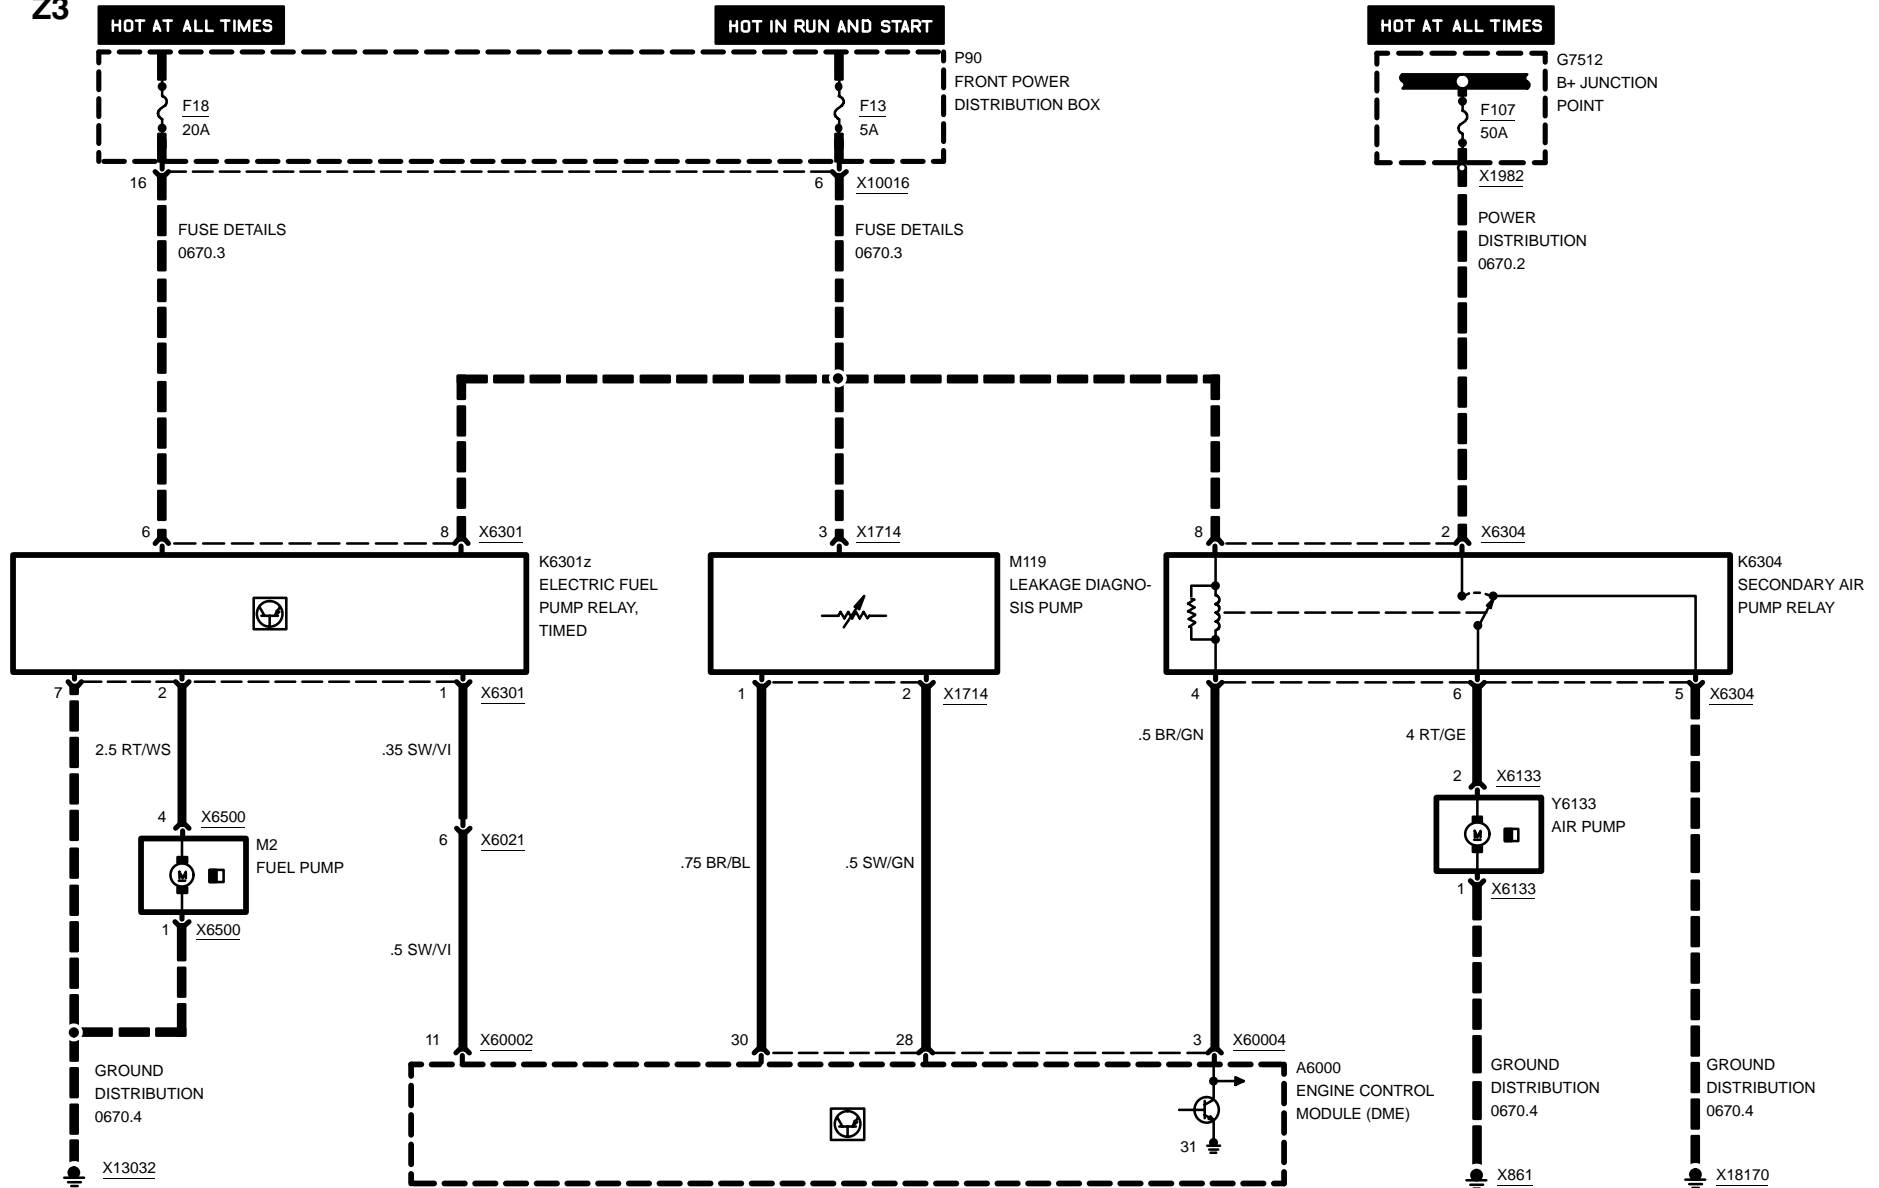 Z3
HOT AT ALL TIMES
HOT IN RUN AND START
HOT AT ALL TIMES
P90
FRONT POWER
DISTRIBUTION BOX
F18
20A
F13
5A
G7512
B+ JUNCTION
POINT
F107
50A
16
6
X10016
X1982
FUSE DETAILS
0670.3
FUSE DETAILS
0670.3
POWER
DISTRIBUTION
0670.2
6
8
X6301
3
X1714
8
2
X6304
K6301z
ELECTRIC FUEL
PUMP RELAY,
TIMED
M119
LEAKAGE DIAGNO-
SIS PUMP
K6304
SECONDARY AIR
PUMP RELAY
7
2
1
X6301
1
2
X1714
4
6
5
X6304
2.5 RT/WS
.35 SW/VI
.5 BR/GN
4 RT/GE
2
X6133
4
X6500
M2
FUEL PUMP
M
1
X6500
6
X6021
.75 BR/BL
.5 SW/GN
Y6133
AIR PUMP
M
1
X6133
.5 SW/VI
11
X60002
30
28
3
X60004
A6000
ENGINE CONTROL
MODULE (DME)
31
GROUND
DISTRIBUTION
0670.4
GROUND
DISTRIBUTION
0670.4
GROUND
DISTRIBUTION
0670.4
X13032
X861
X18170